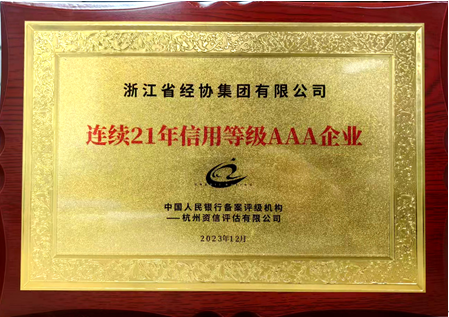 浙江省经协集团有限公司
连续21年信用等级AAA企业
中国人民银行备案评级机构
——杭州资信评估有限公司
2023年12月